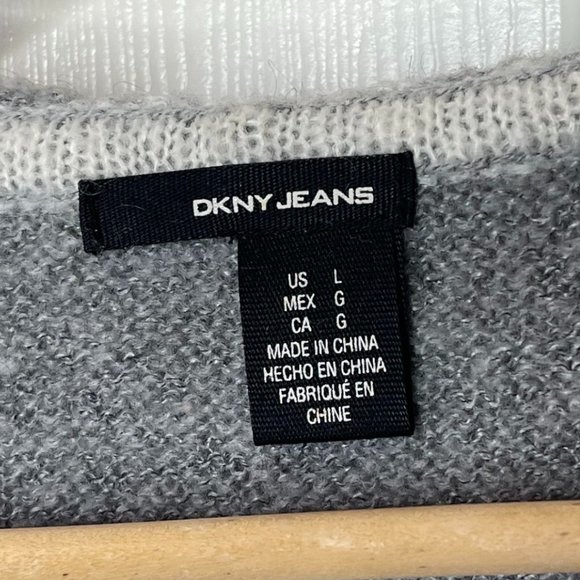 DKNY JEANS
US L
MEX G
CA G
MADE IN CHINA
HECHO EN CHINA
FABRIQUÉ EN
CHINE